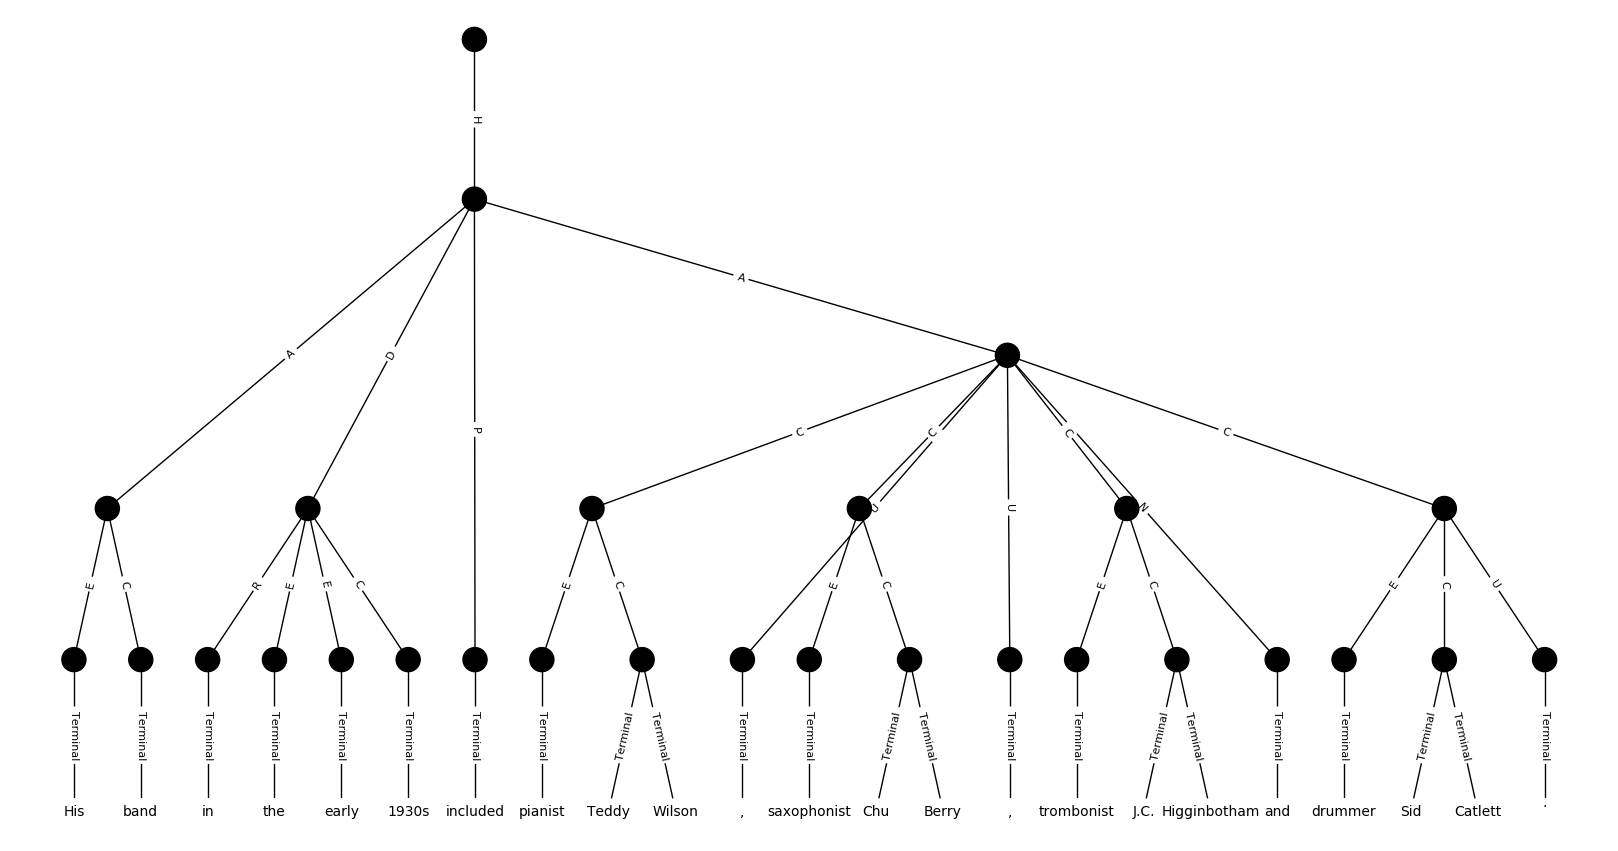 H
A
A D
P
C C C C
U U N
E C R E E C E C E C E C E C U
Terminal Terminal Terminal Terminal Terminal Terminal Terminal Terminal Terminal Terminal Terminal Terminal Terminal Terminal Terminal Terminal Terminal Terminal Terminal Terminal Terminal Terminal Terminal
His band in the early 1930s included pianist Teddy Wilson , saxophonist Chu Berry , trombonist J.C. Higginbotham and drummer Sid Catlett .